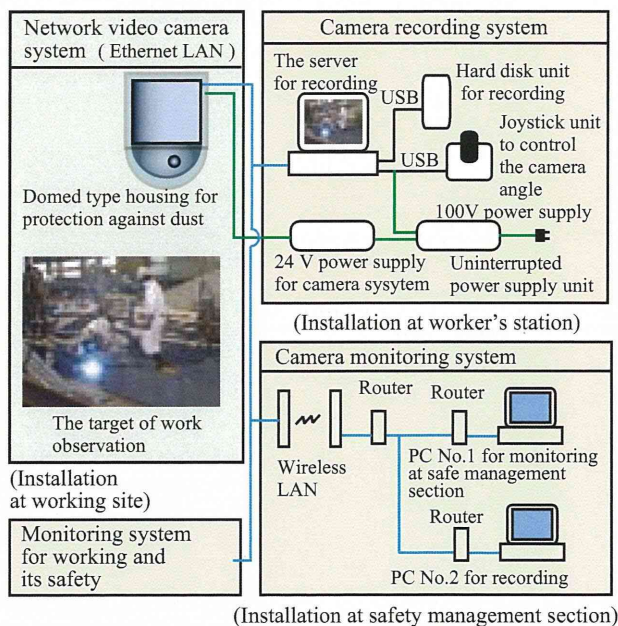 Network video camera
system ( Ethernet LAN )
Domed type housing for
protection against dust
The target of work
observation
(Installation
at working site)
Monitoring system
for working and
its safety
Camera recording system
The server
for recording
USB
Hard disk unit
for recording
USB
Joystick unit
to control
the camera
angle
100V power supply
24 V power supply
for camera sysytem
Uninterrupted
power supply unit
(Installation at worker's station)
Camera monitoring system
Wireless
LAN
Router
Router
PC No.1 for monitoring
at safe management
section
Router
PC No.2 for recording
(Installation at safety management section)